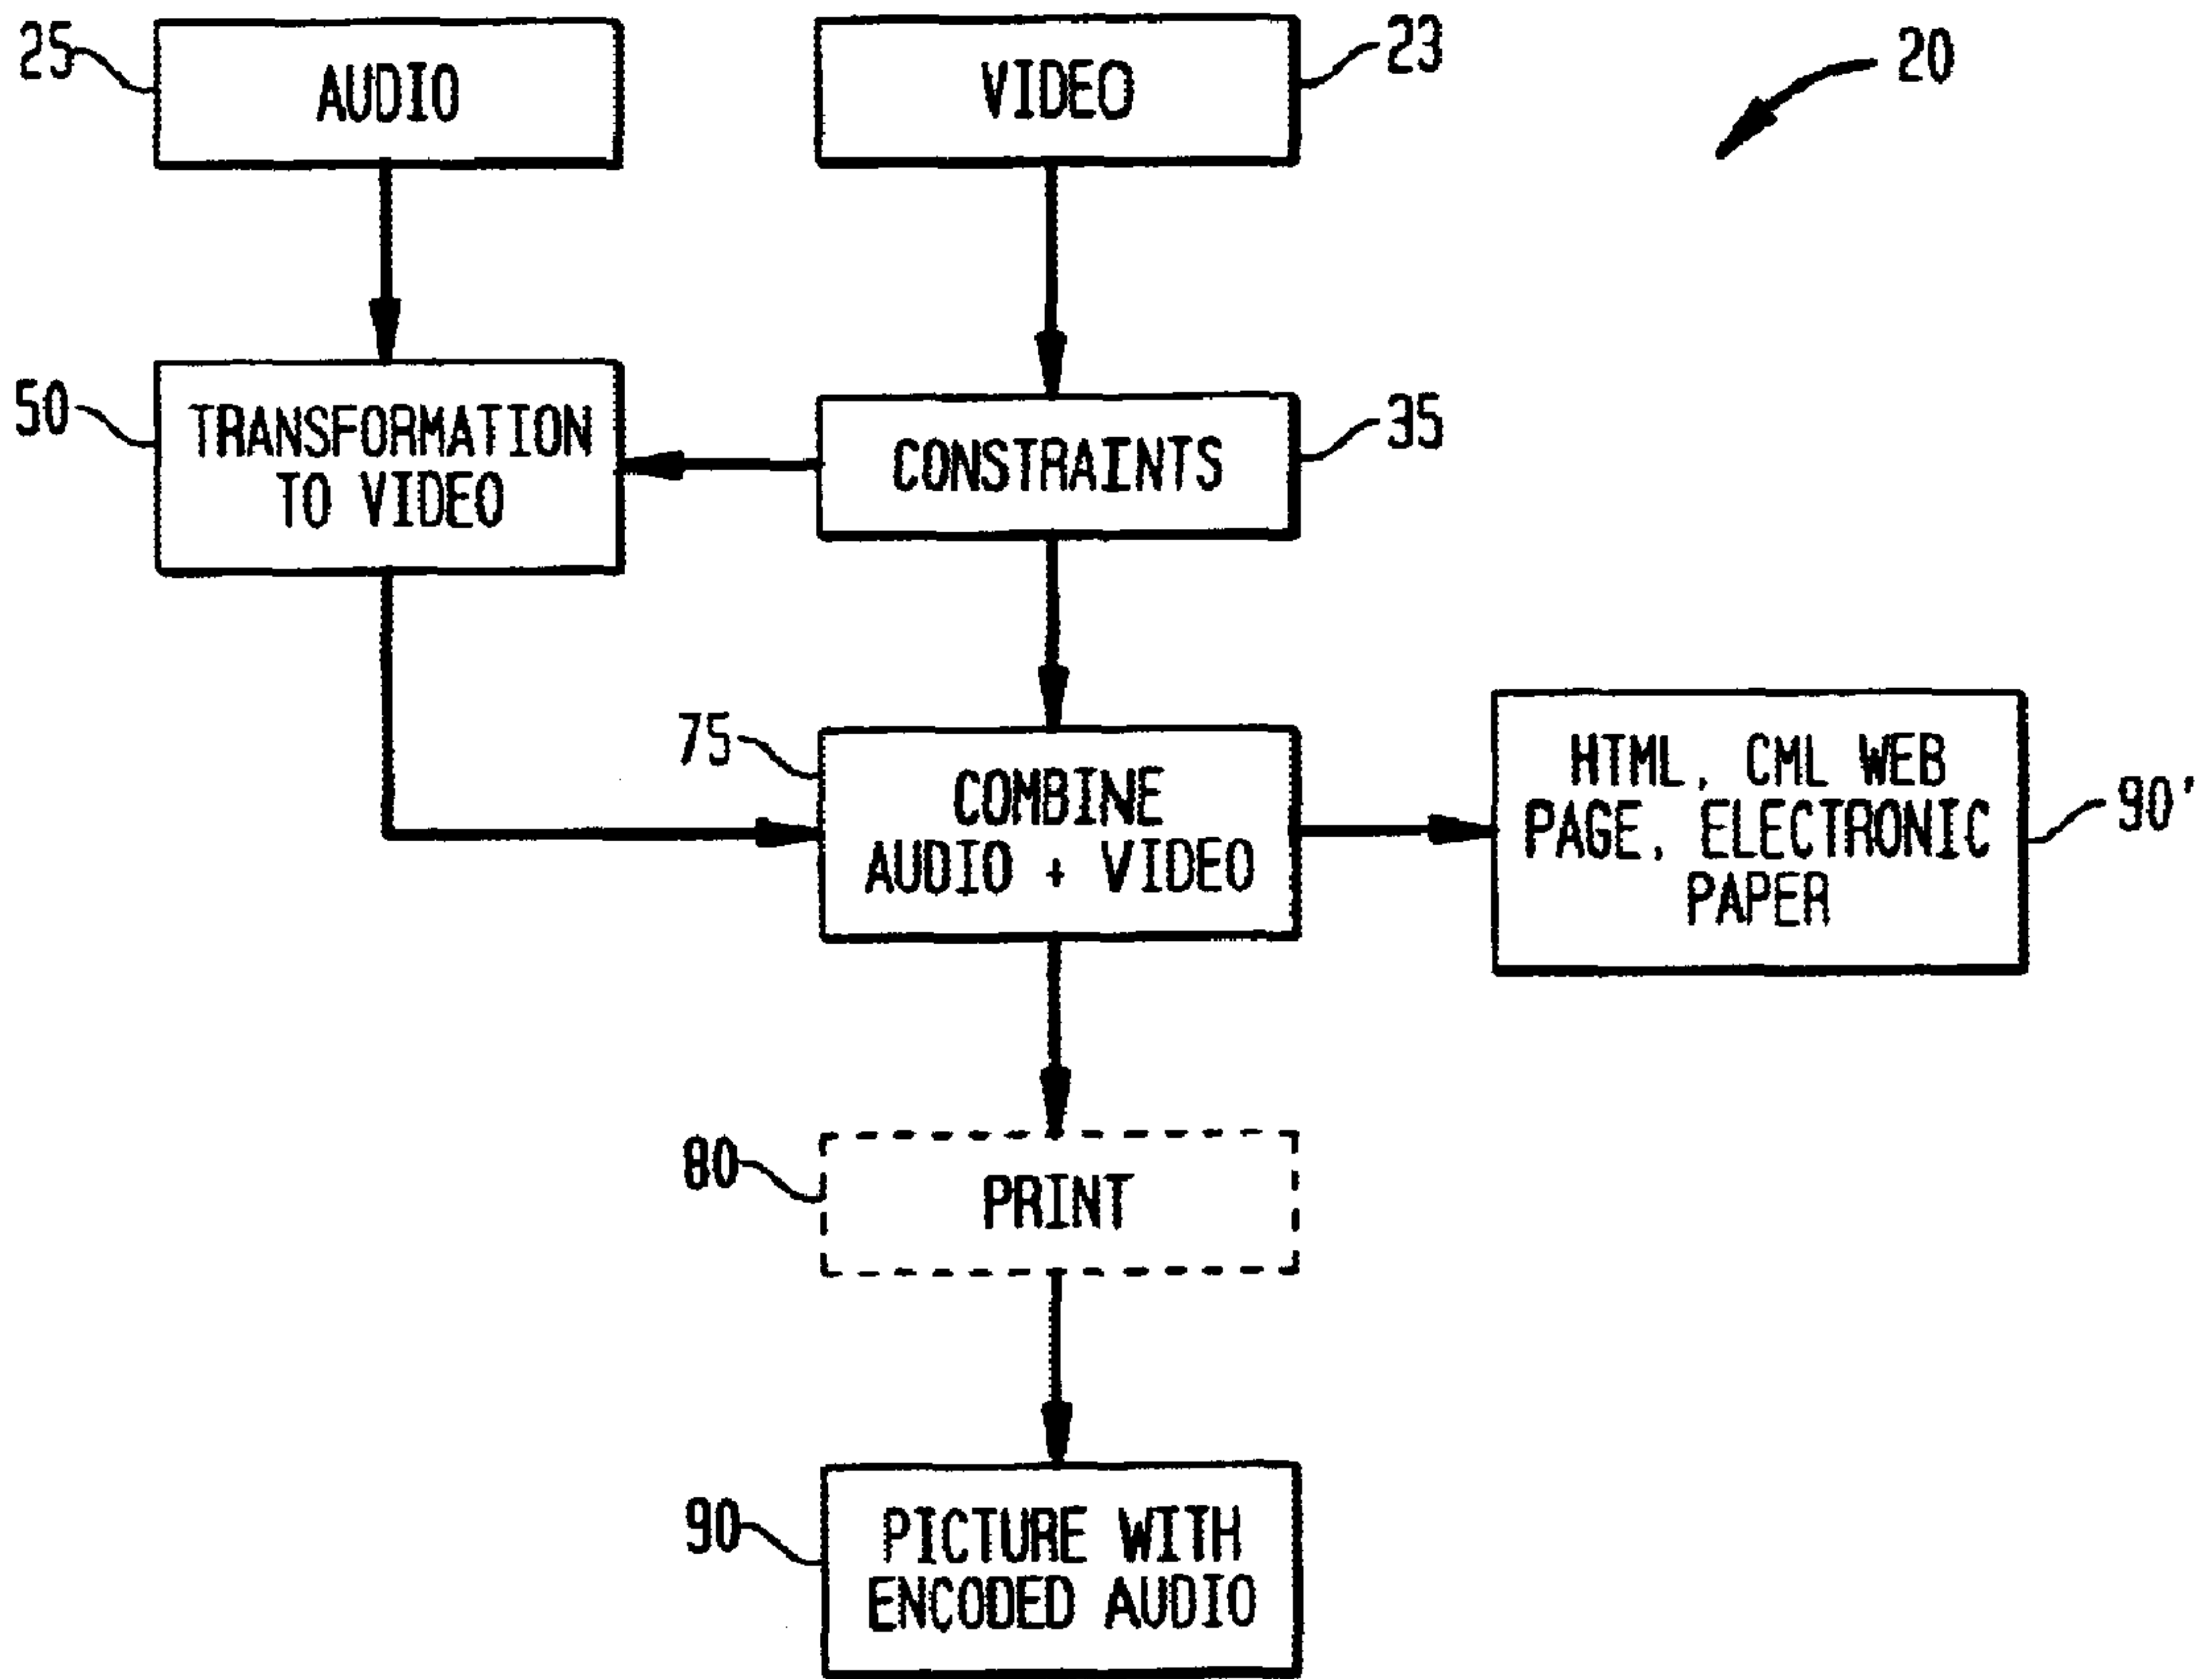 25
AUDIO
VIDEO
23
20
50
TRANSFORMATION
TO VIDEO
CONSTRAINTS
35
75
COMBINE
AUDIO + VIDEO
HTML, CML WEB
PAGE, ELECTRONIC
PAPER
90'
80
PRINT
90
PICTURE WITH
ENCODED AUDIO